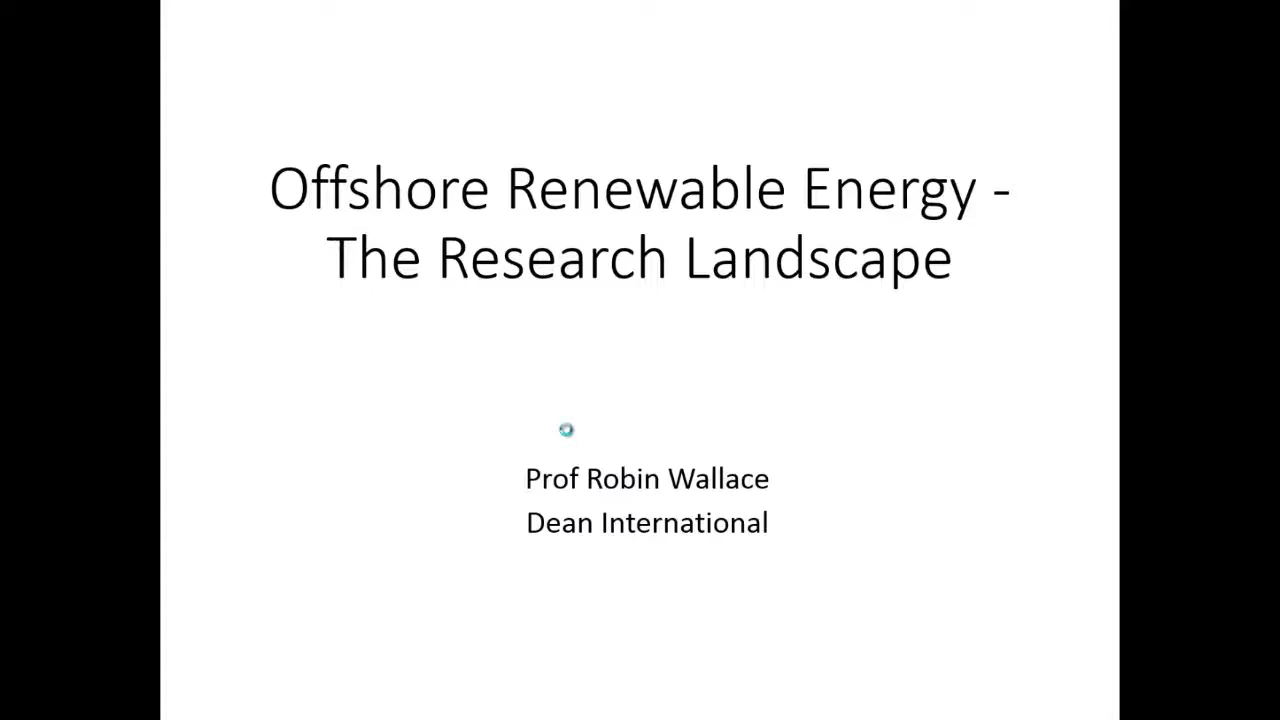 Offshore Renewable Energy -
The Research Landscape
Prof Robin Wallace
Dean International